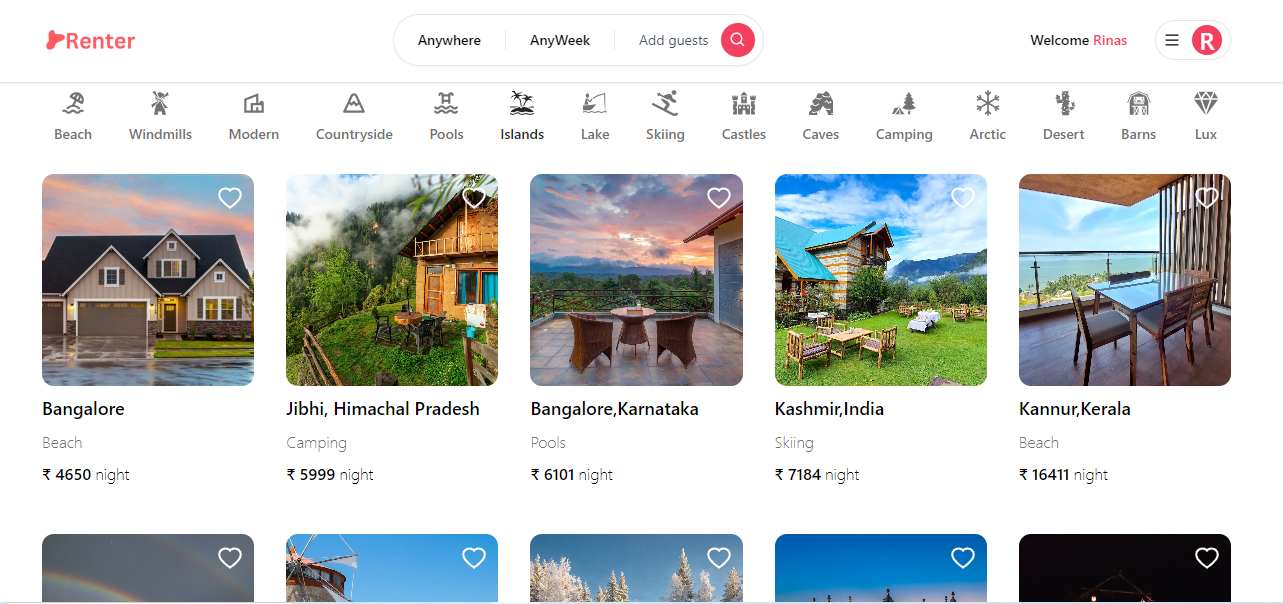 Renter
Anywhere AnyWeek Add guests
Welcome Rinas R
Beach Windmills Modern Countryside Pools Islands Lake Skiing Castles Caves Camping Arctic Desert Barns Lux
Bangalore
Beach
₹ 4650 night
Jibhi, Himachal Pradesh
Camping
₹ 5999 night
Bangalore,Karnataka
Pools
₹ 6101 night
Kashmir,India
Skiing
₹ 7184 night
Kannur,Kerala
Beach
₹ 16411 night